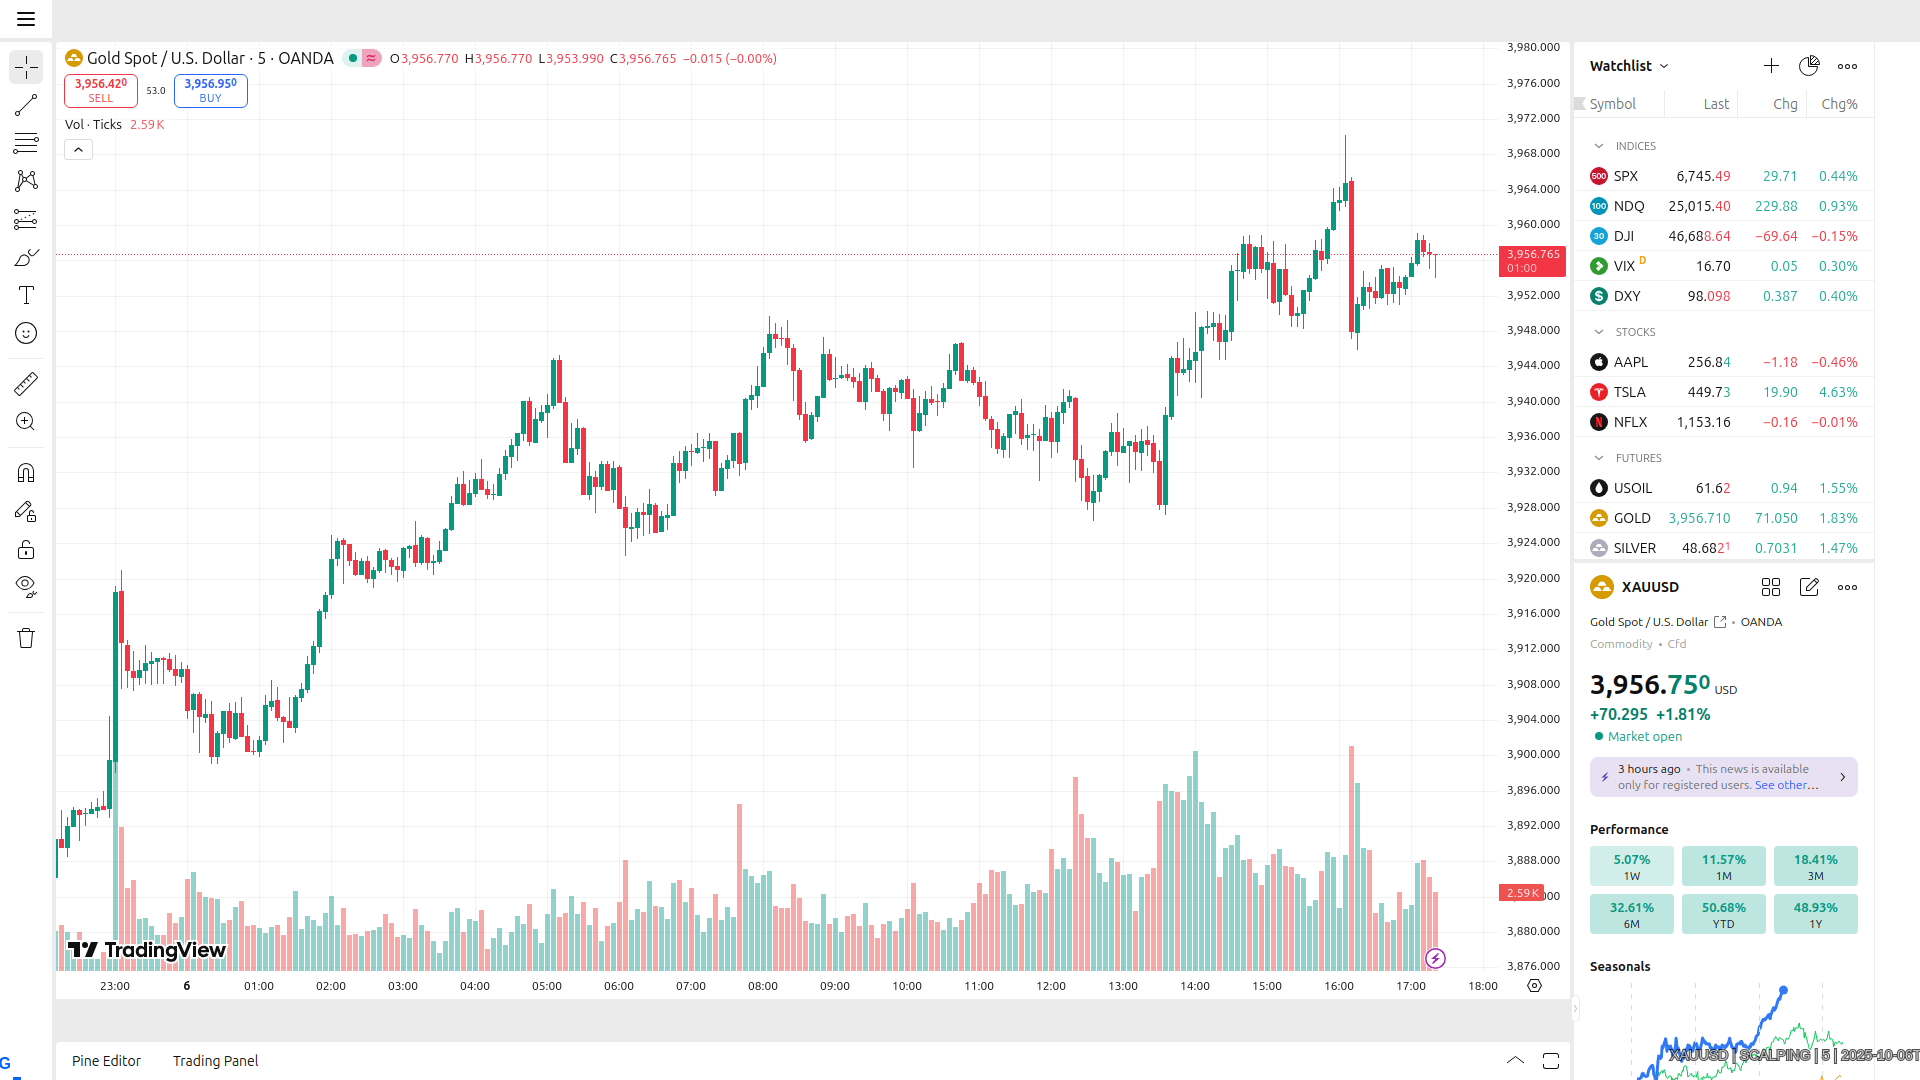 Gold Spot / U.S. Dollar · 5 · OANDA
O3,956.770 H3,956.770 L3,953.990 C3,956.765 −0.015 (−0.00%)
3,956.420
SELL
53.0
3,956.950
BUY
Vol · Ticks 2.59 K
3,980.000
3,976.000
3,972.000
3,968.000
3,964.000
3,960.000
3,956.765
01:00
3,952.000
3,948.000
3,944.000
3,940.000
3,936.000
3,932.000
3,928.000
3,924.000
3,920.000
3,916.000
3,912.000
3,908.000
3,904.000
3,900.000
3,896.000
3,892.000
3,888.000
2.59 K
3,880.000
3,876.000
TradingView
23:00 6 01:00 02:00 03:00 04:00 05:00 06:00 07:00 08:00 09:00 10:00 11:00 12:00 13:00 14:00 15:00 16:00 17:00 18:00
Pine Editor Trading Panel
Watchlist
Symbol Last Chg Chg%
INDICES
500 SPX 6,745.49 29.71 0.44%
100 NDQ 25,015.40 229.88 0.93%
30 DJI 46,688.64 −69.64 −0.15%
VIX D 16.70 0.05 0.30%
DXY 98.098 0.387 0.40%
STOCKS
AAPL 256.84 −1.18 −0.46%
TSLA 449.73 19.90 4.63%
NFLX 1,153.16 −0.16 −0.01%
FUTURES
USOIL 61.62 0.94 1.55%
GOLD 3,956.710 71.050 1.83%
SILVER 48.6821 0.7031 1.47%
XAUUSD
Gold Spot / U.S. Dollar • OANDA
Commodity • Cfd
3,956.750 USD
+70.295 +1.81%
Market open
3 hours ago • This news is available
only for registered users. See other...
Performance
5.07% 11.57% 18.41%
1W 1M 3M
32.61% 50.68% 48.93%
6M YTD 1Y
Seasonals
XAUUSD | SCALPING | 5 | 2025-10-06T